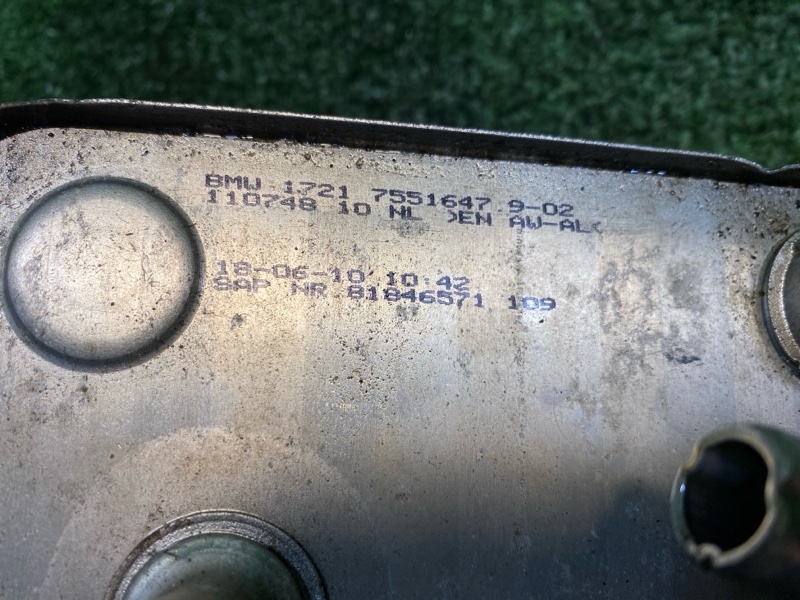 BMW 1721 7551647.9-02
110748 10 NL >EN AW-AL<
18-06-10 10:42
SAP NR.81846571 109